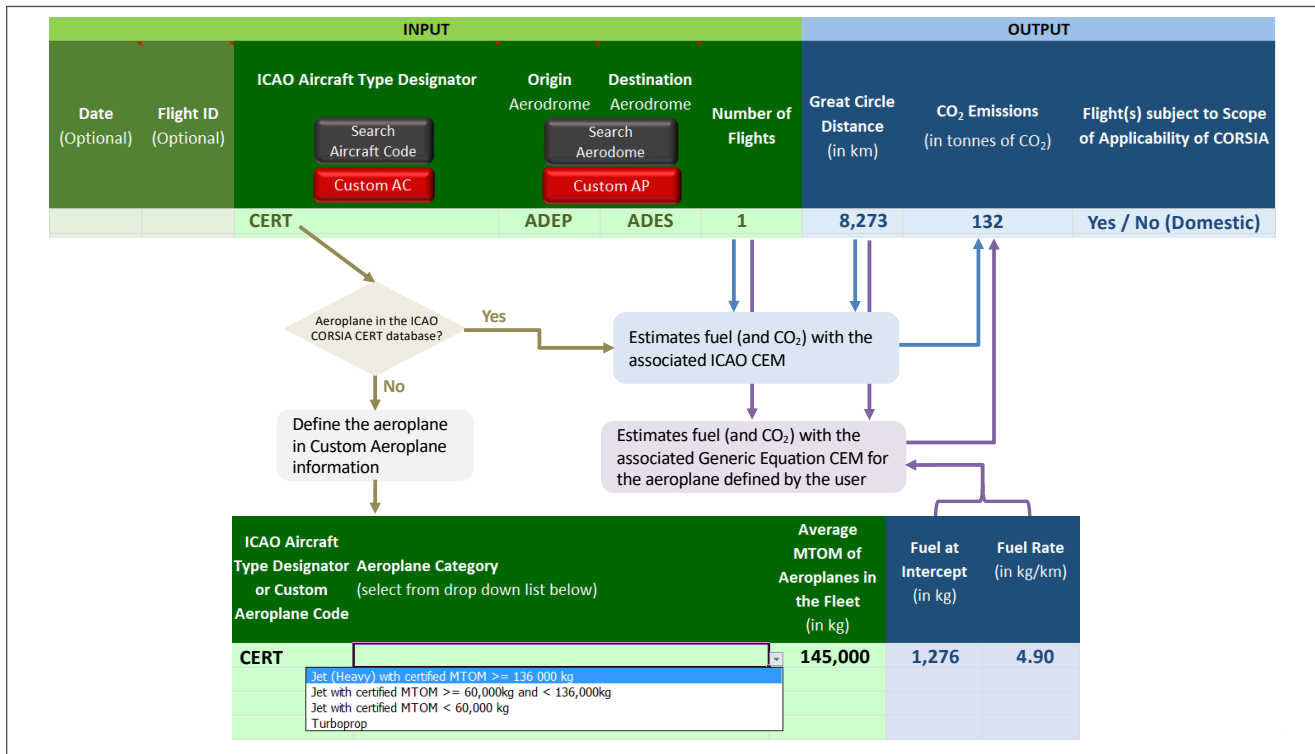 INPUT
OUTPUT
Date
(Optional)
Flight ID
(Optional)
ICAO Aircraft Type Designator
Search
Aircraft Code
Custom AC
Origin
Aerodrome
Destination
Aerodrome
Search
Aerodome
Custom AP
Number of
Flights
Great Circle
Distance
(in km)
CO₂ Emissions
(in tonnes of CO₂)
Flight(s) subject to Scope
of Applicability of CORSIA
CERT ADEP ADES 1 8,273 132 Yes / No (Domestic)
Aeroplane in the ICAO
CORSIA CERT database?
Yes
No
Estimates fuel (and CO₂) with the
associated ICAO CEM
Define the aeroplane
in Custom Aeroplane
information
Estimates fuel (and CO₂) with the
associated Generic Equation CEM for
the aeroplane defined by the user
ICAO Aircraft
Type Designator
or Custom
Aeroplane Code
Aeroplane Category
(select from drop down list below)
Average
MTOM of
Aeroplanes in
the Fleet
(in kg)
Fuel at
Intercept
(in kg)
Fuel Rate
(in kg/km)
CERT 145,000 1,276 4.90
Jet (Heavy) with certified MTOM >= 136 000 kg
Jet with certified MTOM >= 60,000kg and < 136,000kg
Jet with certified MTOM < 60,000 kg
Turboprop